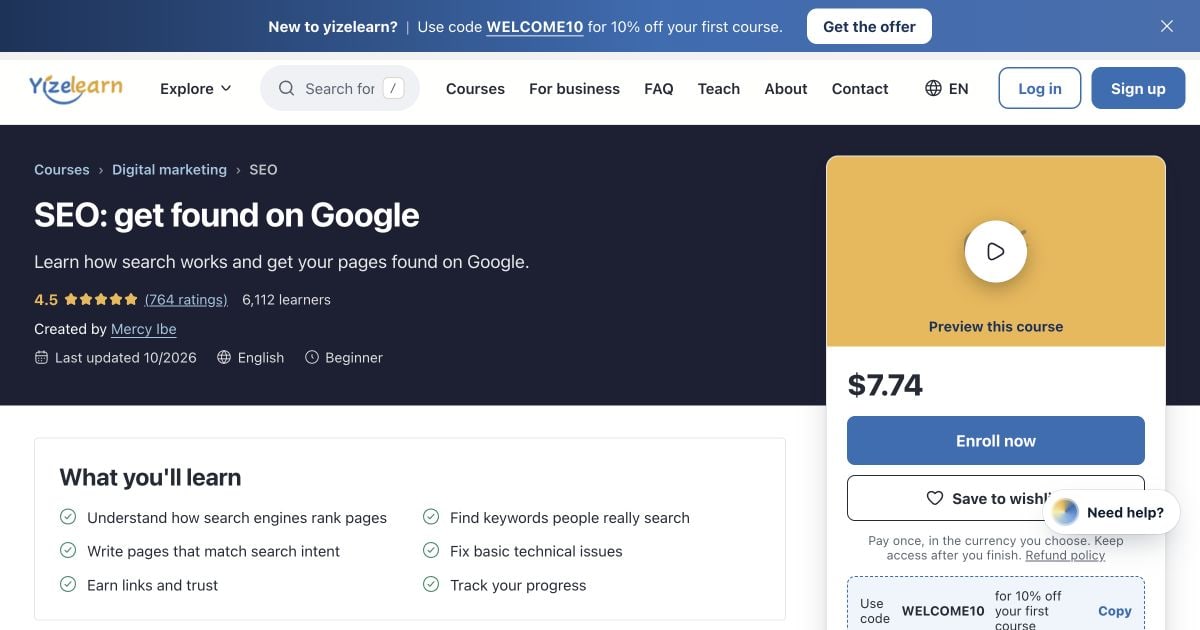 New to yizelearn? | Use code WELCOME10 for 10% off your first course.
Get the offer
Yizelearn
Explore
Search for /
Courses
For business
FAQ
Teach
About
Contact
EN
Log in
Sign up
Courses › Digital marketing › SEO
SEO: get found on Google
Learn how search works and get your pages found on Google.
4.5 (764 ratings) 6,112 learners
Created by Mercy Ibe
Last updated 10/2026 English Beginner
Preview this course
$7.74
Enroll now
Save to wishli
Need help?
Pay once, in the currency you choose. Keep
access after you finish. Refund policy
Use
code
WELCOME10
for 10% off
your first
course
Copy
What you'll learn
Understand how search engines rank pages
Find keywords people really search
Write pages that match search intent
Fix basic technical issues
Earn links and trust
Track your progress